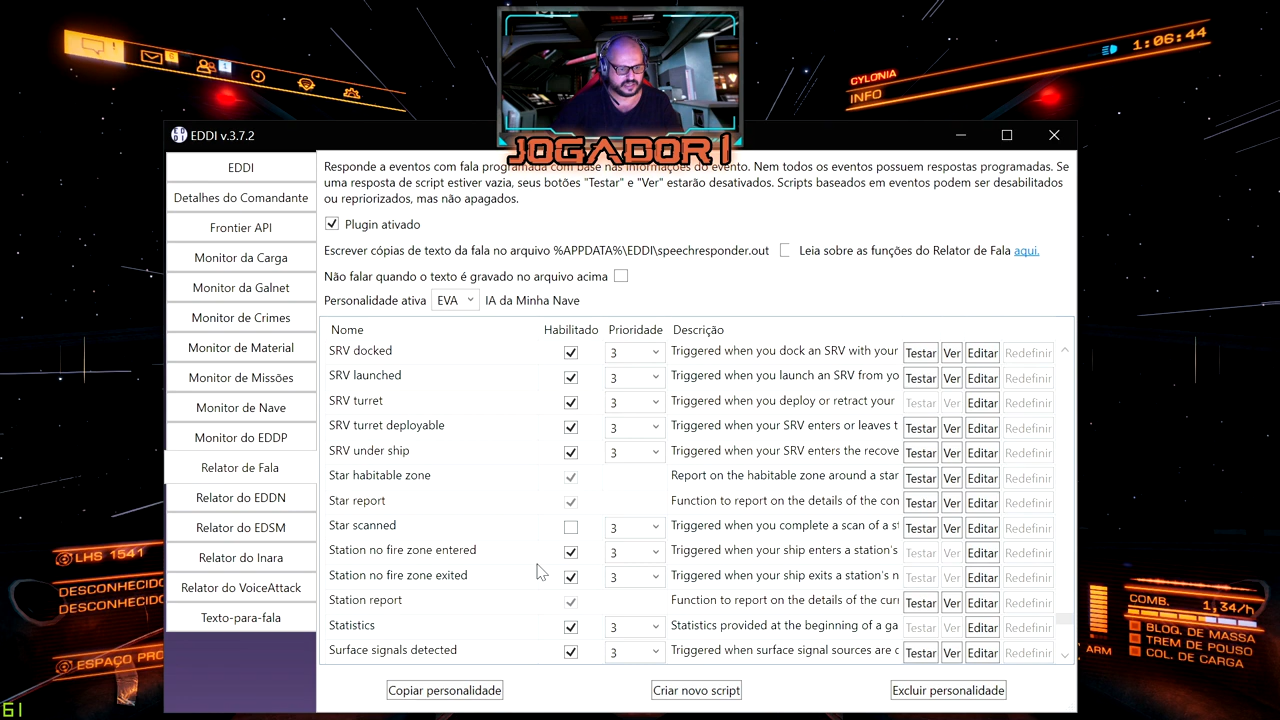 6
1
1:06:44
CYLONIA
INFO
JOGADOR 1
EDDI v.3.7.2
EDDI
Detalhes do Comandante
Frontier API
Monitor da Carga
Monitor da Galnet
Monitor de Crimes
Monitor de Material
Monitor de Missões
Monitor de Nave
Monitor do EDDP
Relator de Fala
Relator do EDDN
Relator do EDSM
Relator do Inara
Relator do VoiceAttack
Texto-para-fala
Responde a eventos com fala programada com base nas informações do evento. Nem todos os eventos possuem respostas programadas. Se
uma resposta de script estiver vazia, seus botões "Testar" e "Ver" estarão desativados. Scripts baseados em eventos podem ser desabilitados
ou repriorizados, mas não apagados.
Plugin ativado
Escrever cópias de texto da fala no arquivo %APPDATA%\EDDI\speechresponder.out Leia sobre as funções do Relator de Fala aqui.
Não falar quando o texto é gravado no arquivo acima
Personalidade ativa EVA IA da Minha Nave
Nome Habilitado Prioridade Descrição
SRV docked 3 Triggered when you dock an SRV with your Testar Ver Editar Redefinir
SRV launched 3 Triggered when you launch an SRV from yo Testar Ver Editar Redefinir
SRV turret 3 Triggered when you deploy or retract your Testar Ver Editar Redefinir
SRV turret deployable 3 Triggered when your SRV enters or leaves t Testar Ver Editar Redefinir
SRV under ship 3 Triggered when your SRV enters the recove Testar Ver Editar Redefinir
Star habitable zone Report on the habitable zone around a star Testar Ver Editar Redefinir
Star report Function to report on the details of the con Testar Ver Editar Redefinir
Star scanned 3 Triggered when you complete a scan of a st Testar Ver Editar Redefinir
Station no fire zone entered 3 Triggered when your ship enters a station's Testar Ver Editar Redefinir
Station no fire zone exited 3 Triggered when your ship exits a station's n Testar Ver Editar Redefinir
Station report Function to report on the details of the curr Testar Ver Editar Redefinir
Statistics 3 Statistics provided at the beginning of a ga Testar Ver Editar Redefinir
Surface signals detected 3 Triggered when surface signal sources are d Testar Ver Editar Redefinir
Copiar personalidade Criar novo script Excluir personalidade
LHS 1541
DESCONHECIDO
DESCONHECIDO
ESPAÇO PRO
COMB. 1,34/h
BLOQ. DE MASSA
TREM DE POUSO
COL. DE CARGA
ARM
61